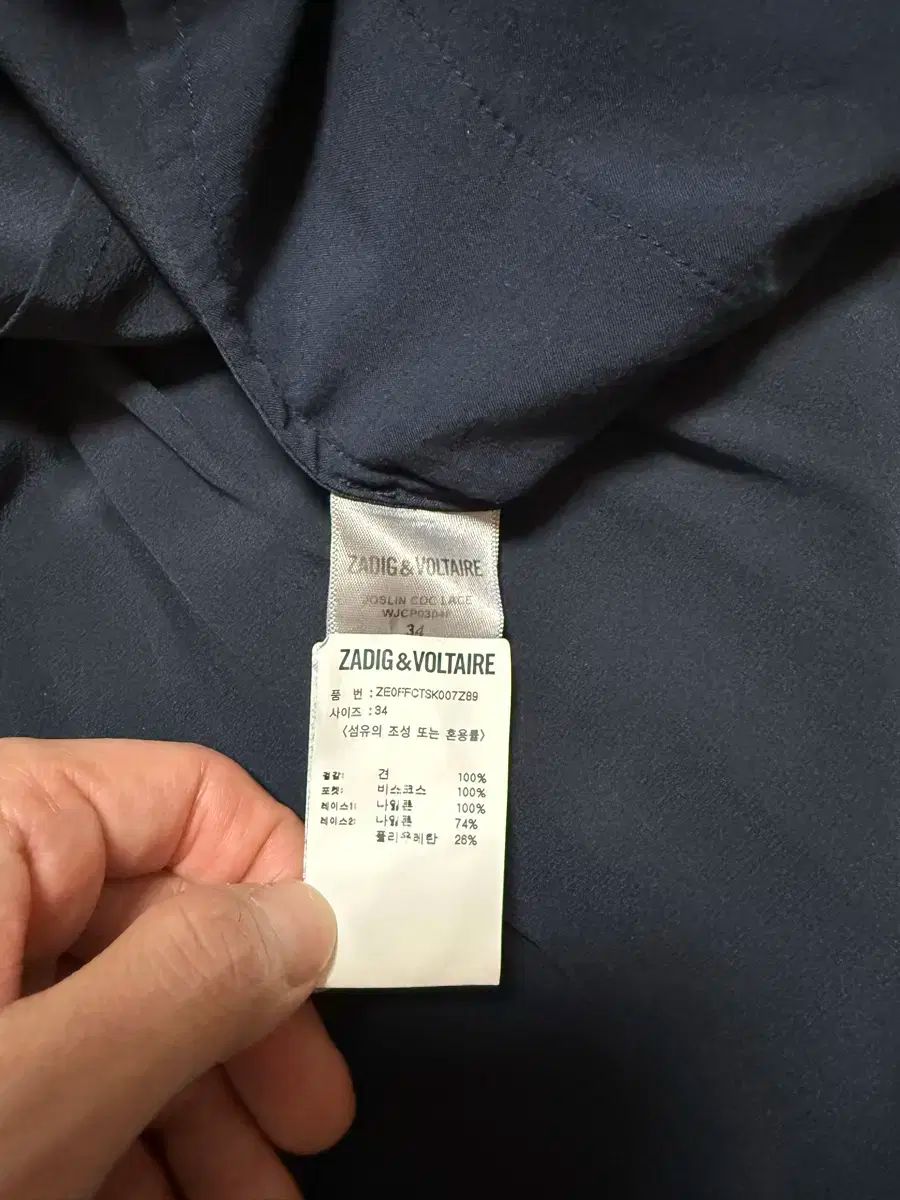 ZADIG & VOLTAIRE
JOSLIN CDC LACE
34
ZADIG & VOLTAIRE
품 번 : ZE0FFCTSK007Z89
사이즈 : 34
〈섬유의 조성 또는 혼용률〉
겉감: 견 100%
포켓: 비스코스 100%
레이스1: 나일론 100%
레이스2: 나일론 74%
폴리우레탄 26%